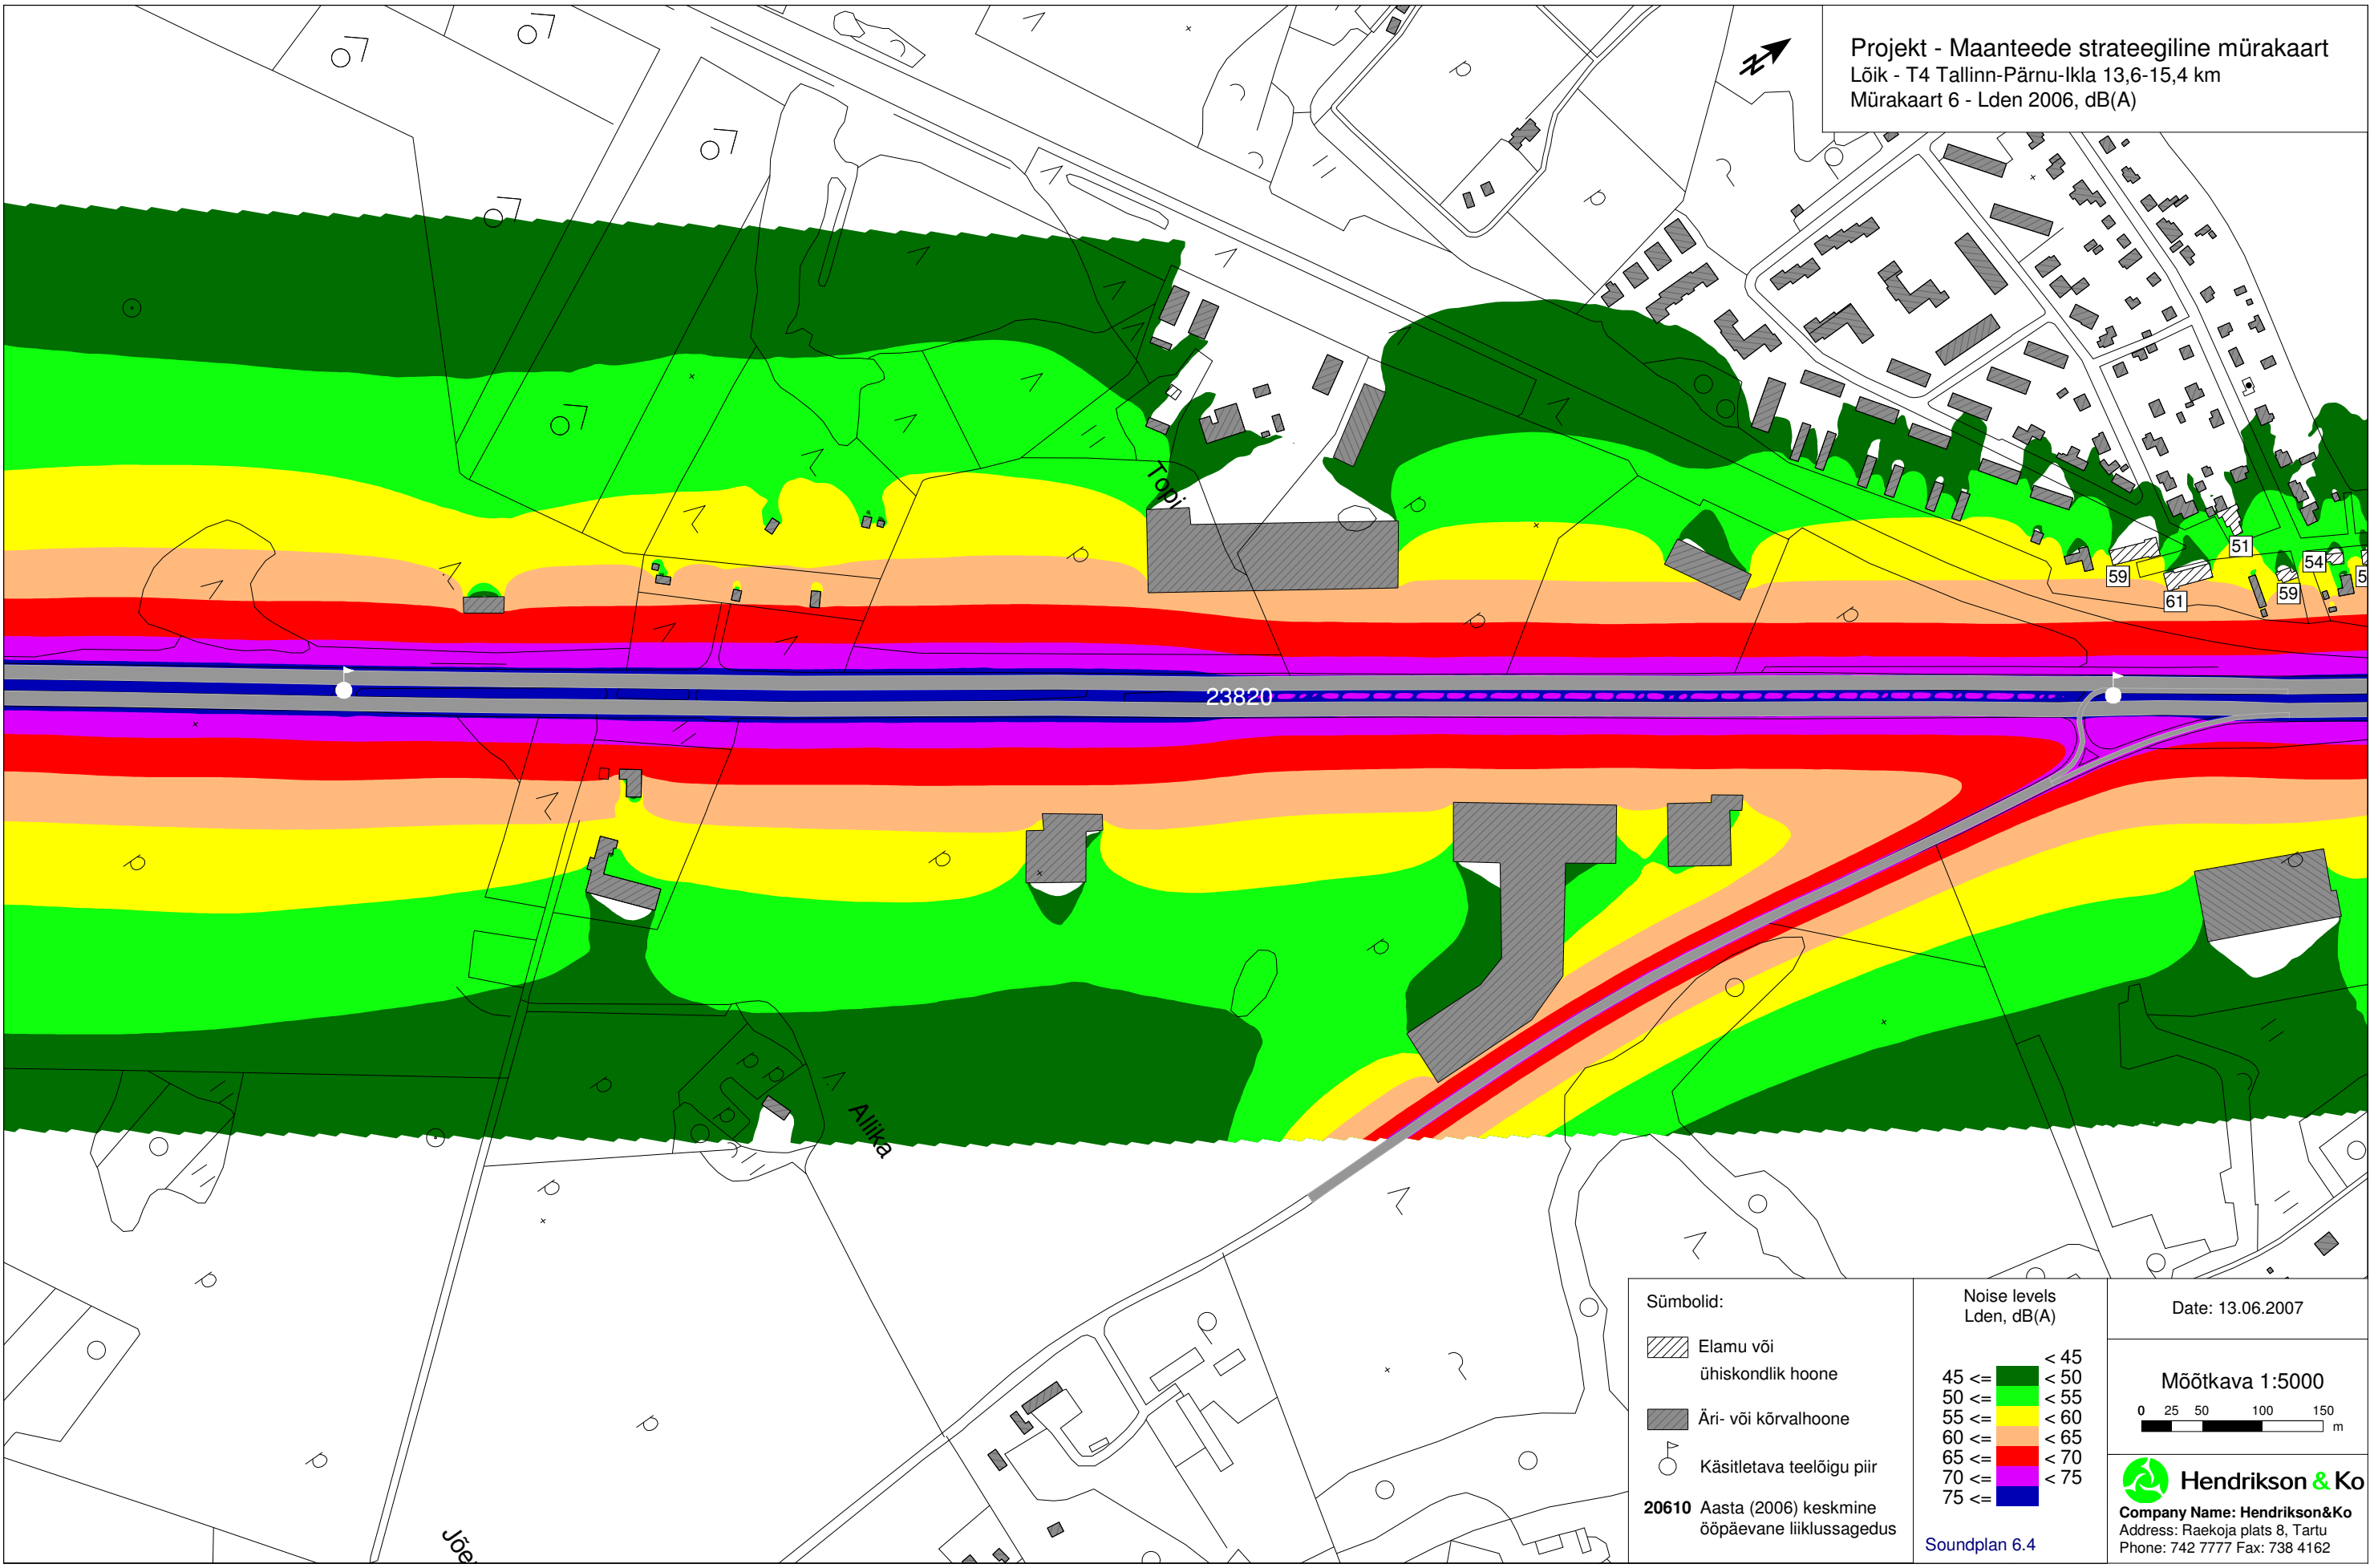 Projekt - Maanteede strateegiline mürakaart
Lõik - T4 Tallinn-Pärnu-Ikla 13,6-15,4 km
Mürakaart 6 - Lden 2006, dB(A)
Topi
51
54
59
59
61
23820
Allika
Sümbolid:
Elamu või
ühiskondlik hoone
Äri- või kõrvalhoone
Käsitletava teelõigu piir
20610 Aasta (2006) keskmine
ööpäevane liiklussagedus
Noise levels
Lden, dB(A)
< 45
45 <= < 50
50 <= < 55
55 <= < 60
60 <= < 65
65 <= < 70
70 <= < 75
75 <=
Soundplan 6.4
Date: 13.06.2007
Mõõtkava 1:5000
0 25 50 100 150
m
Hendrikson & Ko
Company Name: Hendrikson&Ko
Address: Raekoja plats 8, Tartu
Phone: 742 7777 Fax: 738 4162